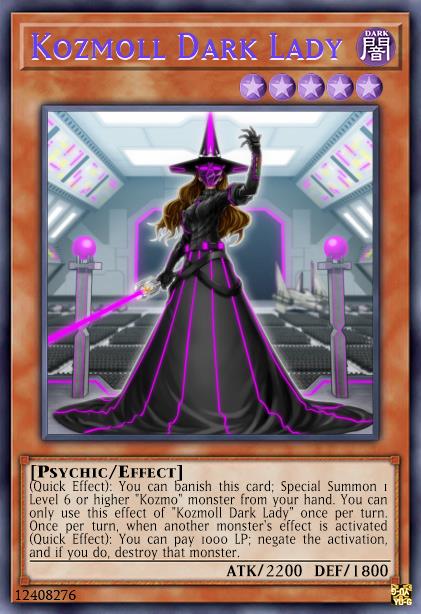 Kozmoll Dark Lady
DARK
闇
[Psychic/Effect]
(Quick Effect): You can banish this card; Special Summon 1
Level 6 or higher "Kozmo" monster from your hand. You can
only use this effect of "Kozmoll Dark Lady" once per turn.
Once per turn, when another monster's effect is activated
(Quick Effect): You can pay 1000 LP; negate the activation,
and if you do, destroy that monster.
ATK/2200 DEF/1800
12408276